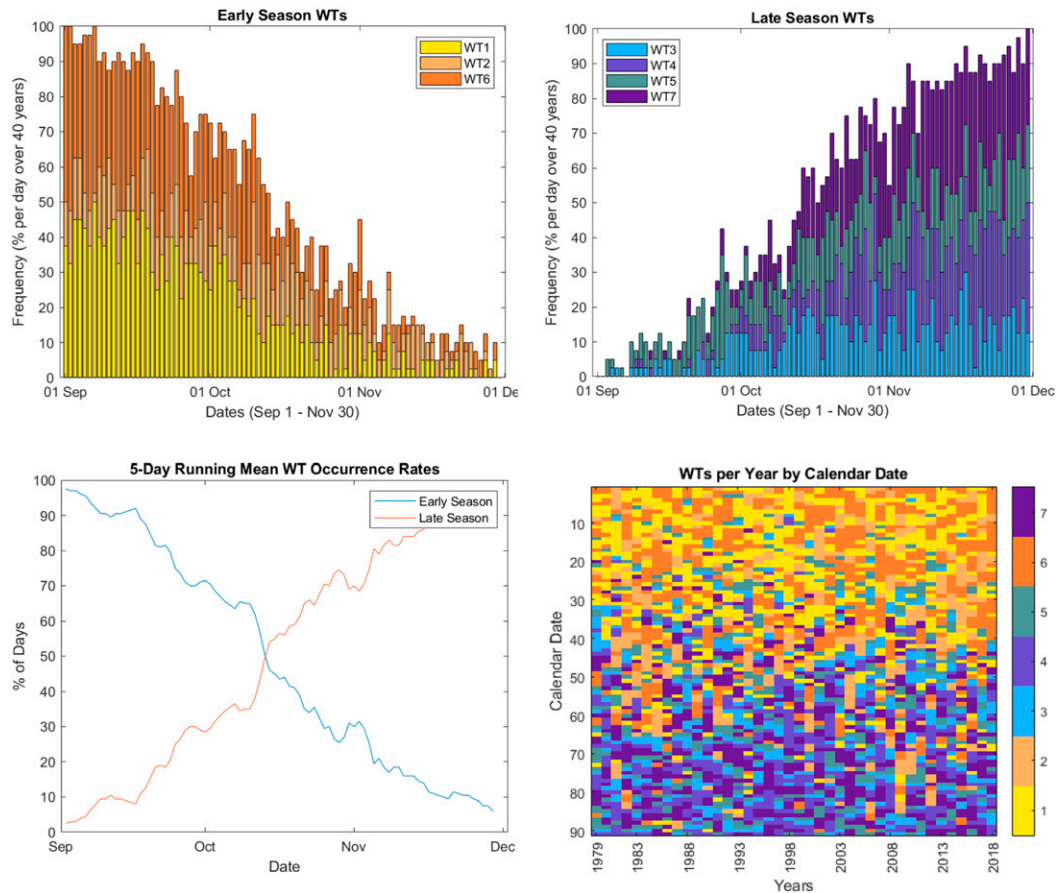 Early Season WTs
100
90
80
70
60
50
40
30
20
10
0
Frequency (% per day over 40 years)
WT1
WT2
WT6
01 Sep
01 Oct
01 Nov
01 De
Dates (Sep 1 - Nov 30)
Late Season WTs
100
90
80
70
60
50
40
30
20
10
0
Frequency (% per day over 40 years)
WT3
WT4
WT5
WT7
01 Sep
01 Oct
01 Nov
01 Dec
Dates (Sep 1 - Nov 30)
5-Day Running Mean WT Occurrence Rates
100
90
80
70
60
50
40
30
20
10
0
% of Days
Early Season
Late Season
Sep
Oct
Nov
Dec
Date
WTs per Year by Calendar Date
10
20
30
40
50
60
70
80
90
Calendar Date
1979
1983
1988
1993
1998
2003
2008
2013
2018
Years
7
6
5
4
3
2
1